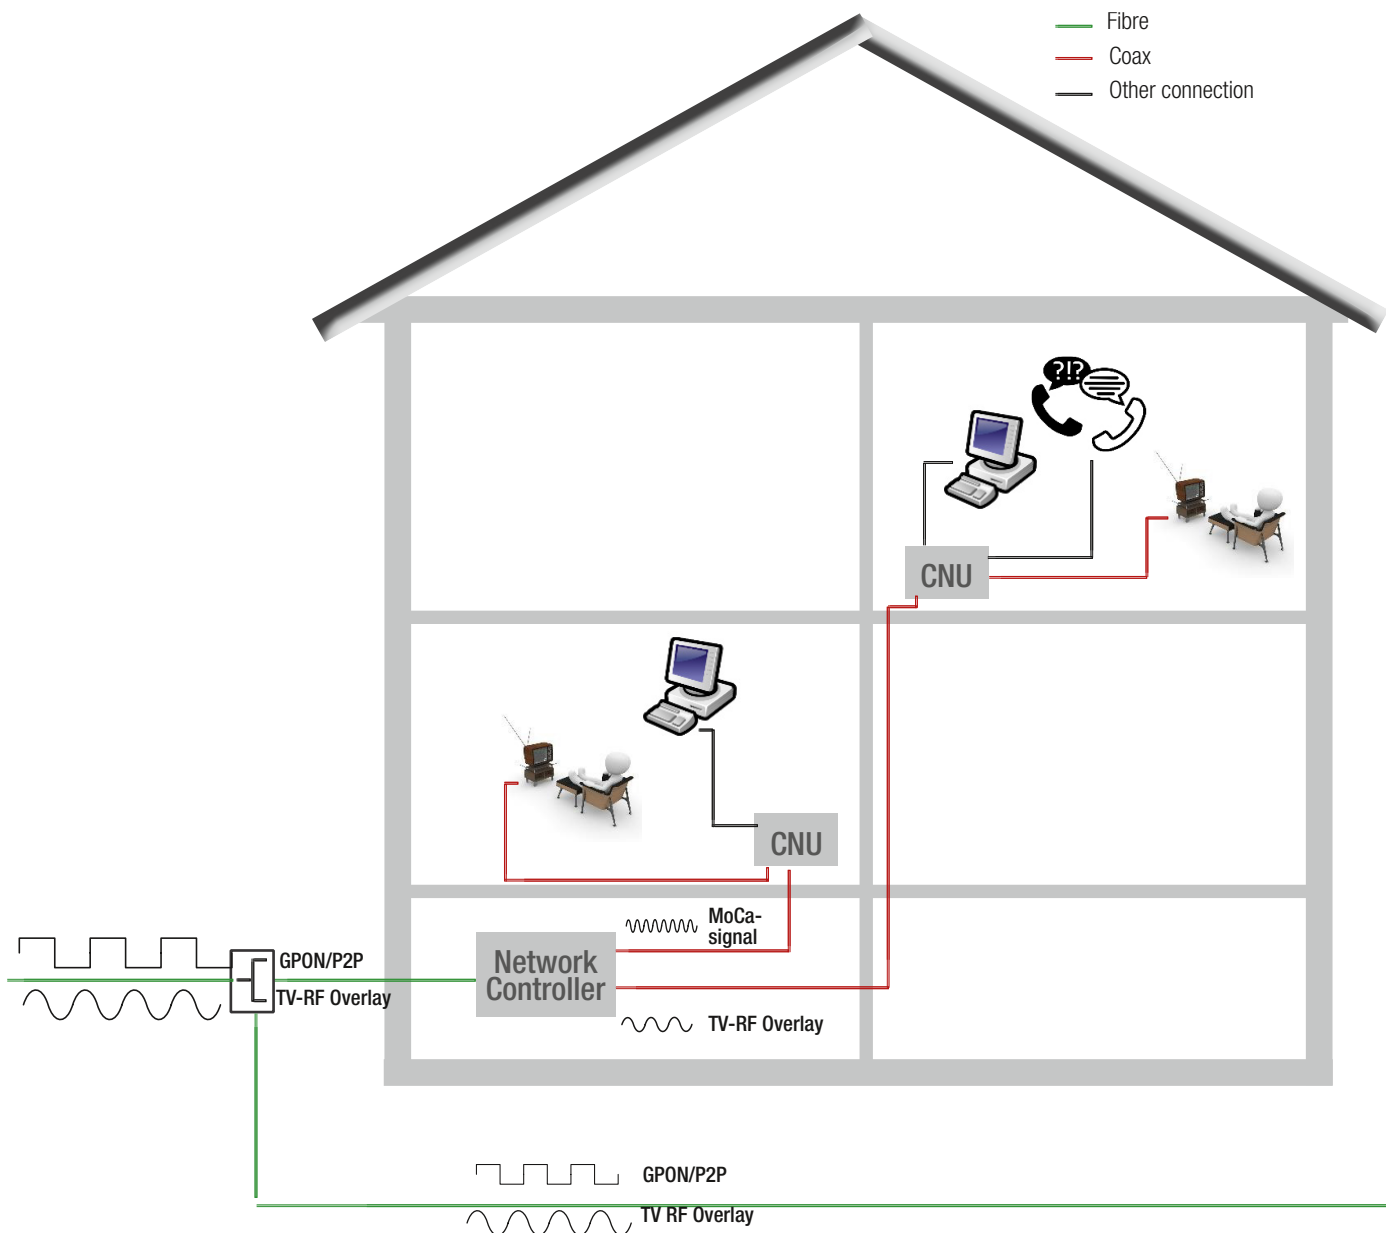 Fibre
Coax
Other connection
?!?
CNU
CNU
MoCa-
signal
Network
Controller
GPON/P2P
TV-RF Overlay
TV-RF Overlay
GPON/P2P
TV RF Overlay